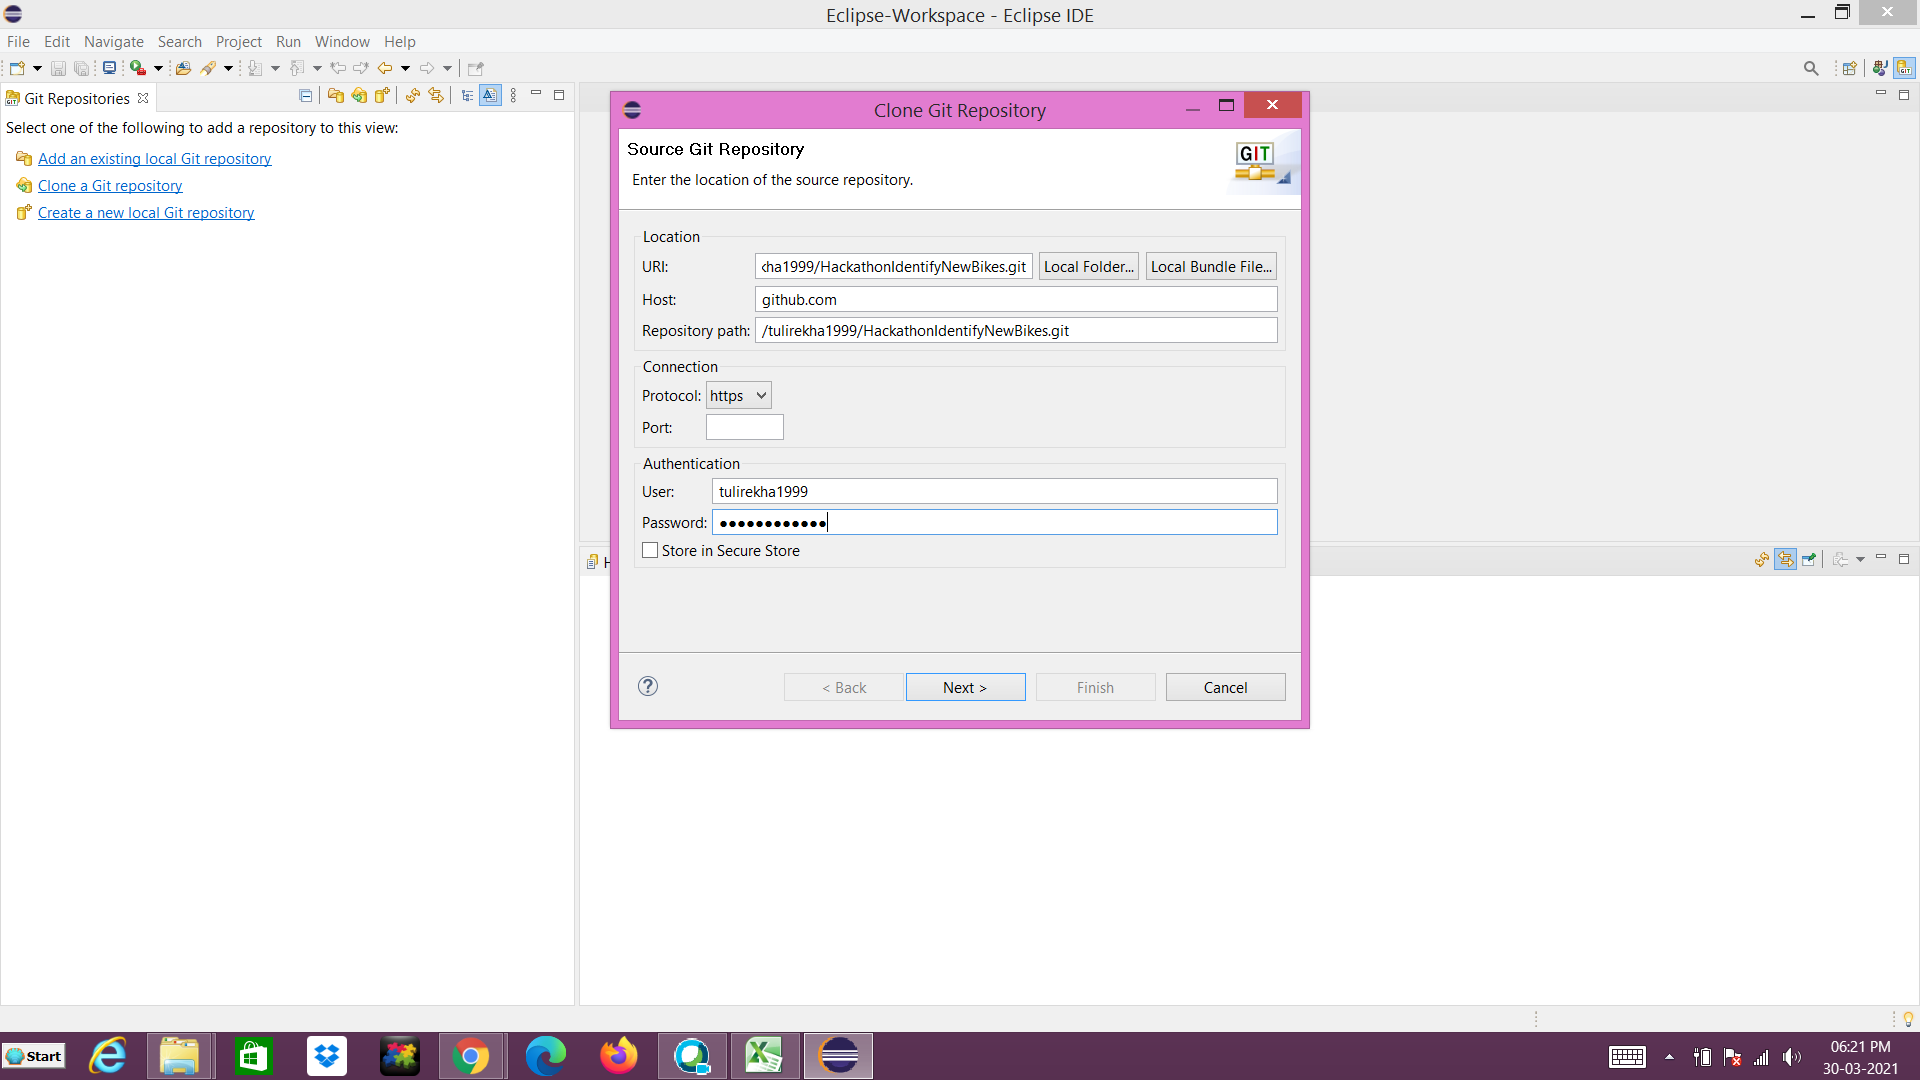 Eclipse-Workspace - Eclipse IDE
File Edit Navigate Search Project Run Window Help
Git Repositories
Select one of the following to add a repository to this view:
Add an existing local Git repository
Clone a Git repository
Create a new local Git repository
Clone Git Repository
Source Git Repository
Enter the location of the source repository.
GIT
Location
URI: kha1999/HackathonIdentifyNewBikes.git Local Folder... Local Bundle File...
Host: github.com
Repository path: /tulirekha1999/HackathonIdentifyNewBikes.git
Connection
Protocol: https
Port:
Authentication
User: tulirekha1999
Password: ●●●●●●●●●●●●
Store in Secure Store
< Back Next > Finish Cancel
Start
06:21 PM
30-03-2021